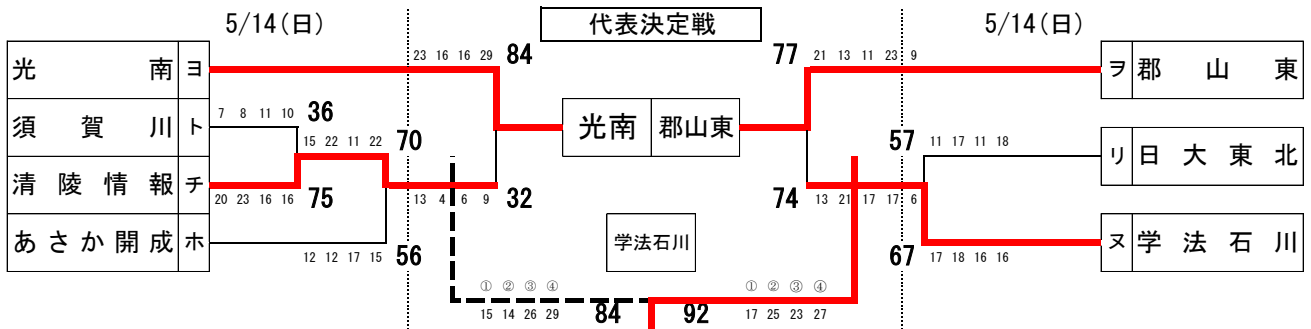 5/14(日)
代表決定戦
5/14(日)
23 16 16 29 84
77 21 13 11 23 9
光南 ヨ
ヲ 郡山東
7 8 11 10 36
須賀川 ト
光南 郡山東
15 22 11 22 70
57 11 17 11 18
リ 日大東北
清陵情報 チ
20 23 16 16 75
13 4 6 9 32
74 13 21 17 17 6
あさか開成 ホ
学法石川
ヌ 学法石川
12 12 17 15 56
67 17 18 16 16
① ② ③ ④
① ② ③ ④
15 14 26 29 84
92 17 25 23 27